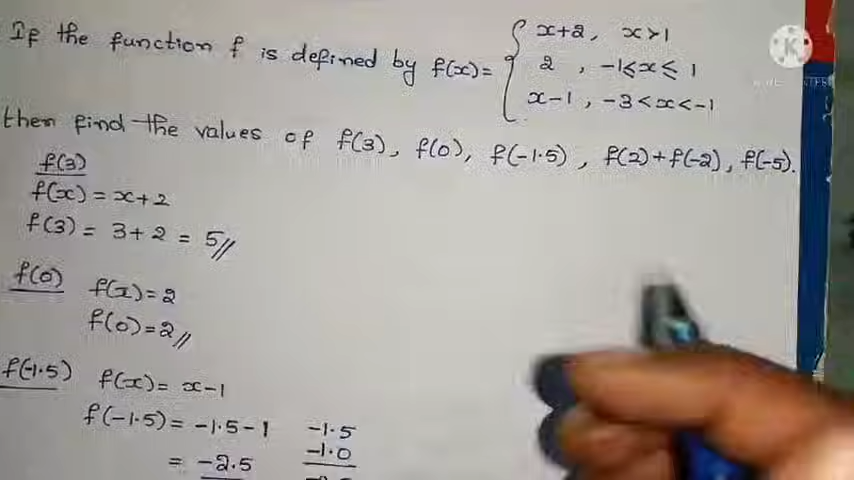 If the function f is defined by f(x)= { x+2, x>1
2, -1≤x≤1
x-1, -3<x<-1
then find the values of f(3), f(0), f(-1.5), f(2)+f(-2), f(-5).
f(3)
f(x)=x+2
f(3)= 3+2 = 5//
f(0) f(x)=2
f(0)=2//
f(-1.5) f(x)= x-1
f(-1.5)= -1.5-1 -1.5
= -2.5 -1.0
K